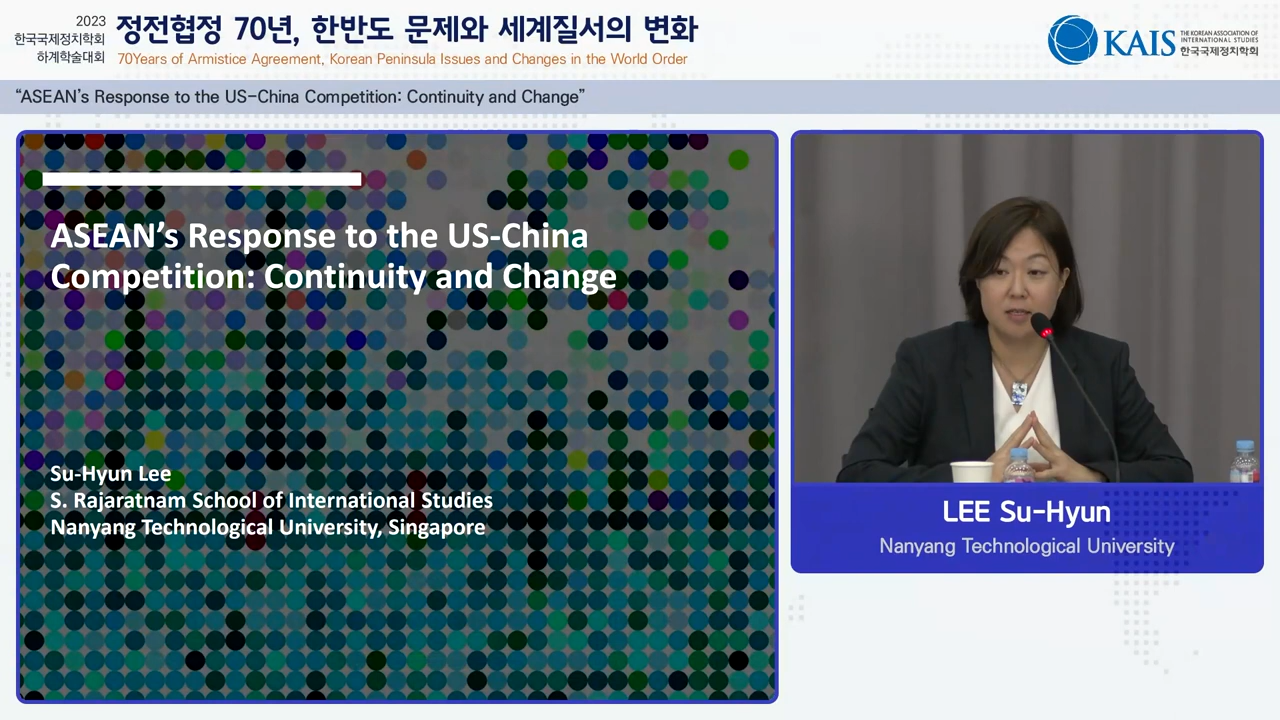 2023
한국국제정치학회
하계학술대회
정전협정 70년, 한반도 문제와 세계질서의 변화
70Years of Armistice Agreement, Korean Peninsula Issues and Changes in the World Order
KAIS
THE KOREAN ASSOCIATION OF
INTERNATIONAL STUDIES
한국국제정치학회
“ASEAN’s Response to the US-China Competition: Continuity and Change”
ASEAN’s Response to the US-China
Competition: Continuity and Change
Su-Hyun Lee
S. Rajaratnam School of International Studies
Nanyang Technological University, Singapore
LEE Su-Hyun
Nanyang Technological University